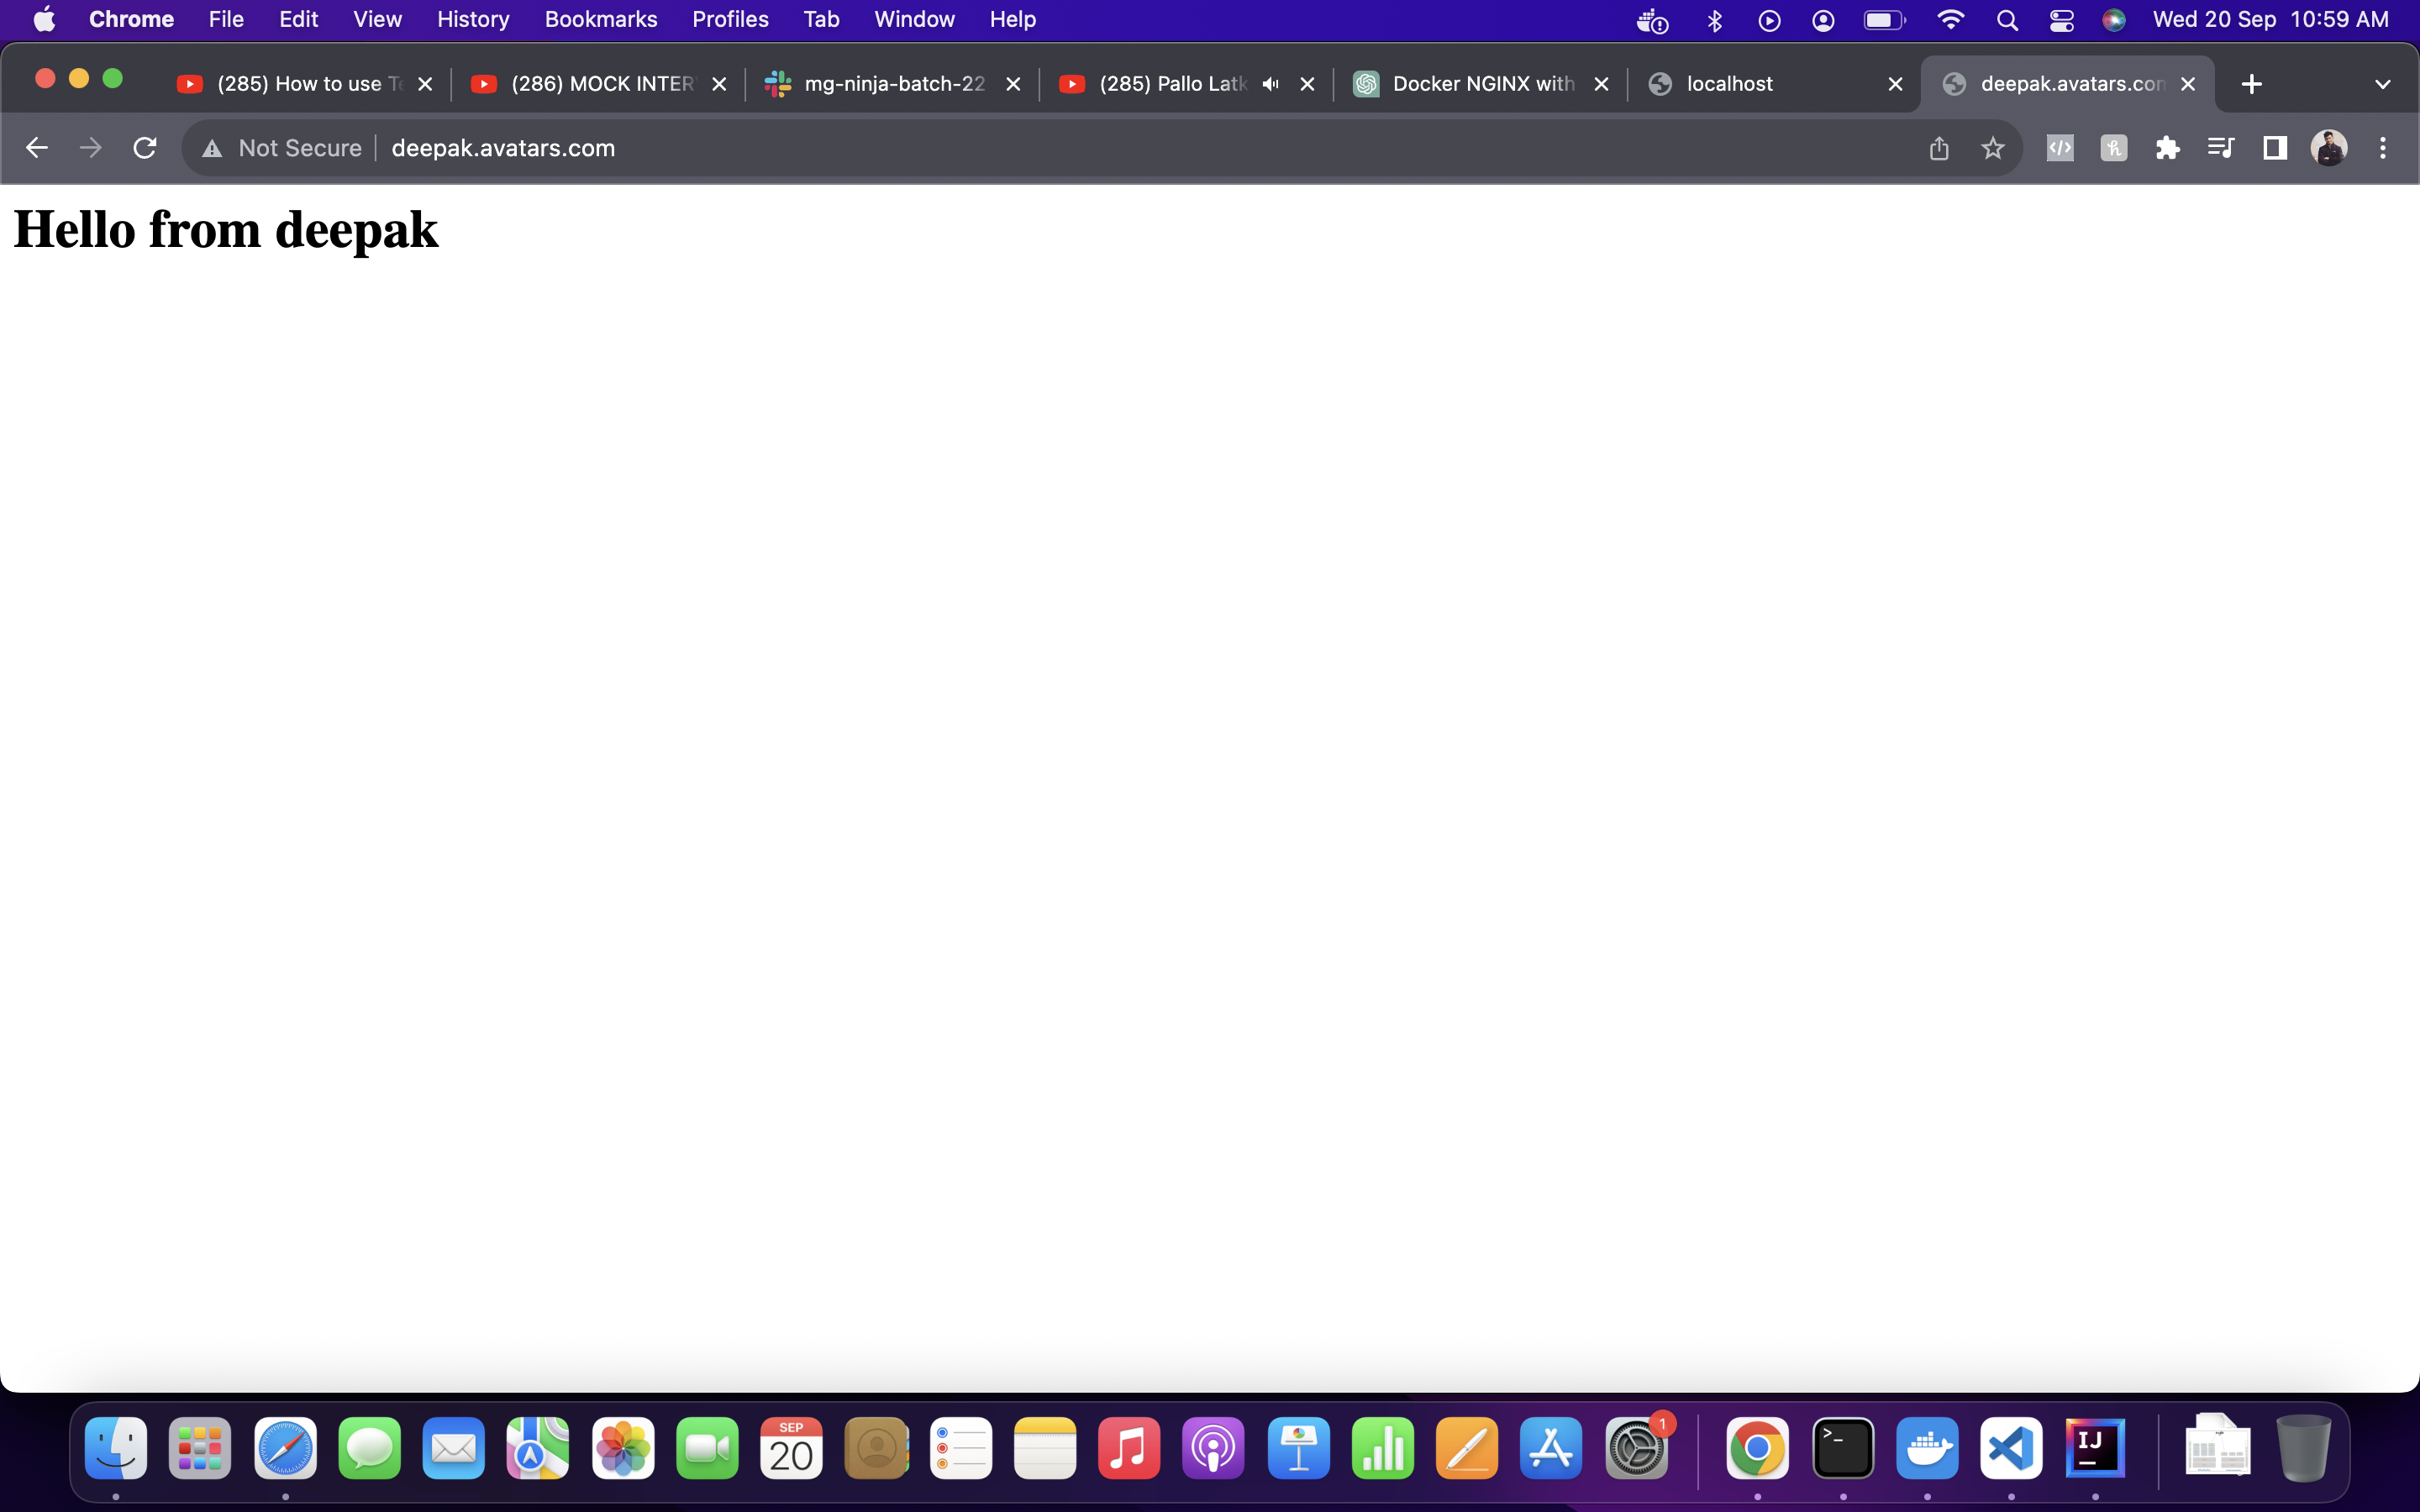 Chrome File Edit View History Bookmarks Profiles Tab Window Help Wed 20 Sep 10:59 AM
(285) How to use (286) MOCK INTER mg-ninja-batch-22 (285) Pallo Latk Docker NGINX with localhost deepak.avatars.com
Not Secure deepak.avatars.com
Hello from deepak
SEP
20
1
IJ